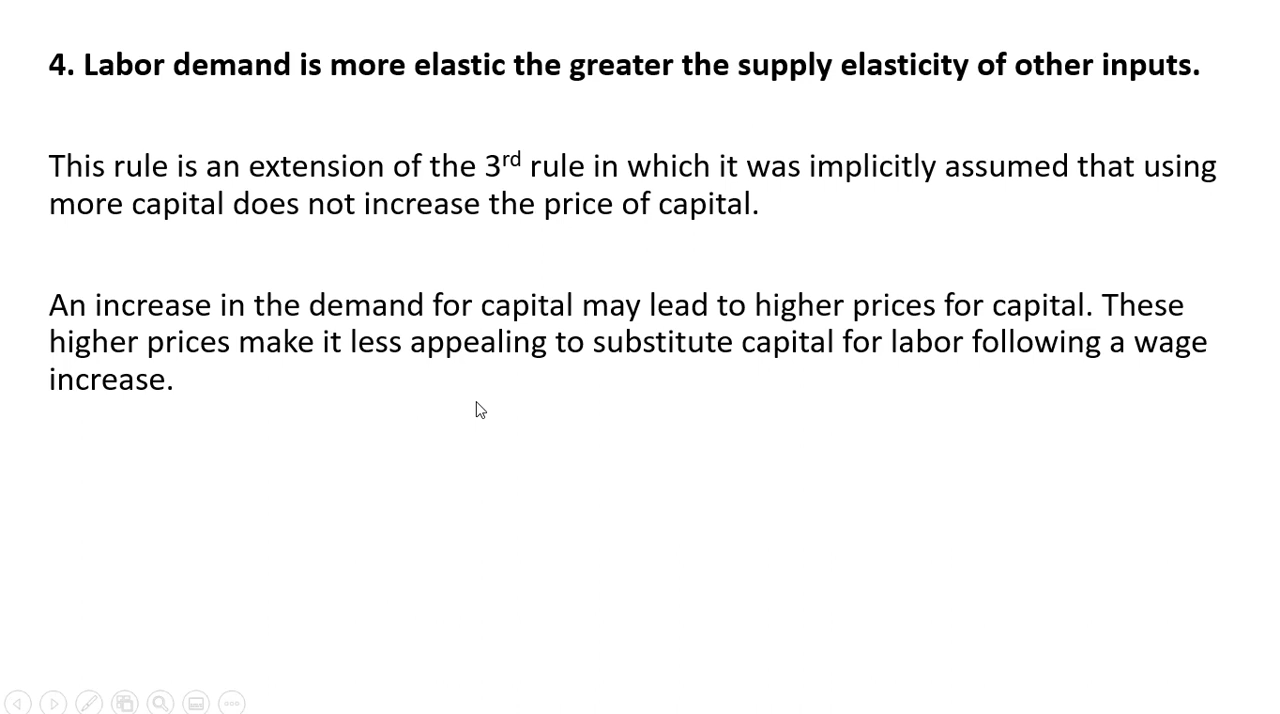 4. Labor demand is more elastic the greater the supply elasticity of other inputs.
This rule is an extension of the 3rd rule in which it was implicitly assumed that using
more capital does not increase the price of capital.
An increase in the demand for capital may lead to higher prices for capital. These
higher prices make it less appealing to substitute capital for labor following a wage
increase.